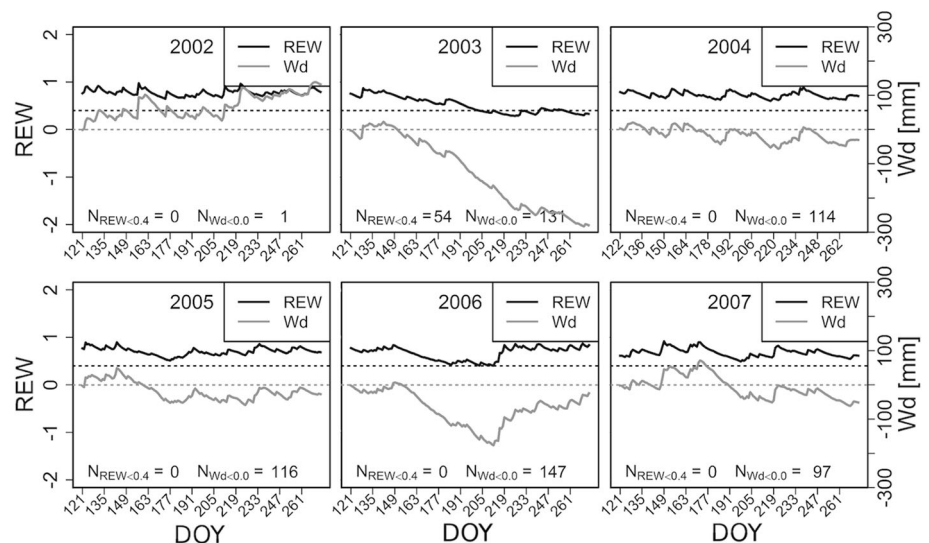 2002
REW
Wd
2003
REW
Wd
2004
REW
Wd
REW
2
1
0
-1
-2
N_REW<0.4 = 0 N_Wd<0.0 = 1
N_REW<0.4 = 54 N_Wd<0.0 = 131
N_REW<0.4 = 0 N_Wd<0.0 = 114
300
100
-100
-300
Wd [mm]
121 135 149 163 177 191 205 219 233 247 261
121 135 149 163 177 191 205 219 233 247 261
122 136 150 164 178 192 206 220 234 248 262
2005
REW
Wd
2006
REW
Wd
2007
REW
Wd
REW
2
1
0
-1
-2
N_REW<0.4 = 0 N_Wd<0.0 = 116
N_REW<0.4 = 0 N_Wd<0.0 = 147
N_REW<0.4 = 0 N_Wd<0.0 = 97
300
100
-100
-300
Wd [mm]
121 135 149 163 177 191 205 219 233 247 261
121 135 149 163 177 191 205 219 233 247 261
121 135 149 163 177 191 205 219 233 247 261
DOY
DOY
DOY